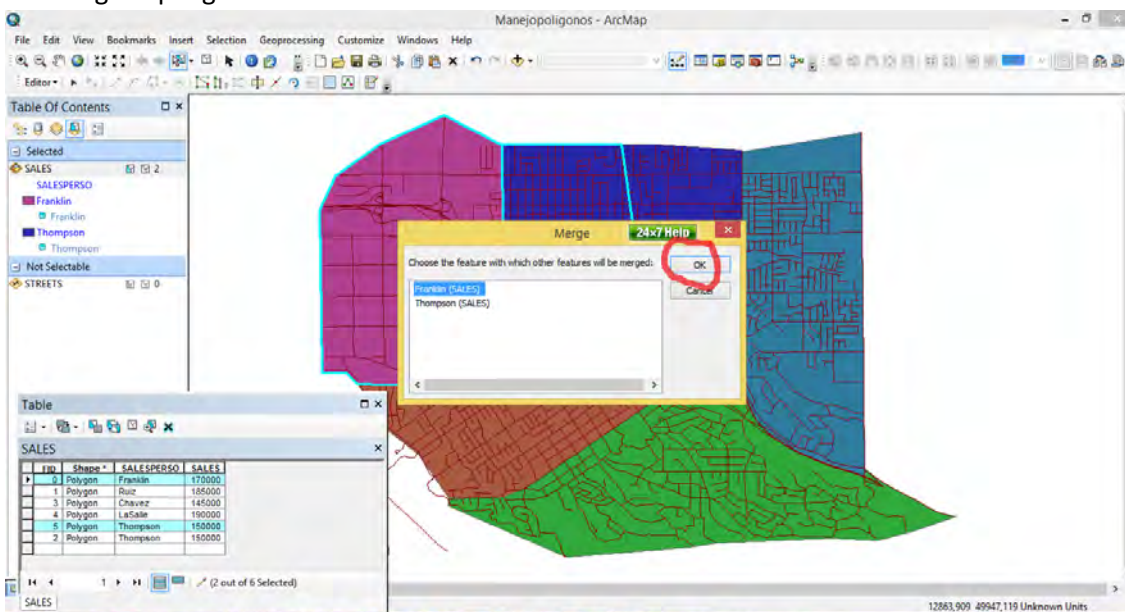 Manejopoligonos - ArcMap
File Edit View Bookmarks Insert Selection Geoprocessing Customize Windows Help
Editor
Table Of Contents
Selected
SALES 2
SALESPERSO
Franklin
Franklin
Thompson
Thompson
Not Selectable
STREETS 0
Merge 24x7 Help
Choose the feature with which other features will be merged:
OK
Cancel
Franklin (SALES)
Thompson (SALES)
Table
SALES
FID Shape * SALESPERSO SALES
0 Polygon Franklin 170000
1 Polygon Ruiz 185000
3 Polygon Chavez 145000
4 Polygon LaSalle 190000
5 Polygon Thompson 150000
2 Polygon Thompson 150000
1 (2 out of 6 Selected)
SALES
12863,909 49947,119 Unknown Units